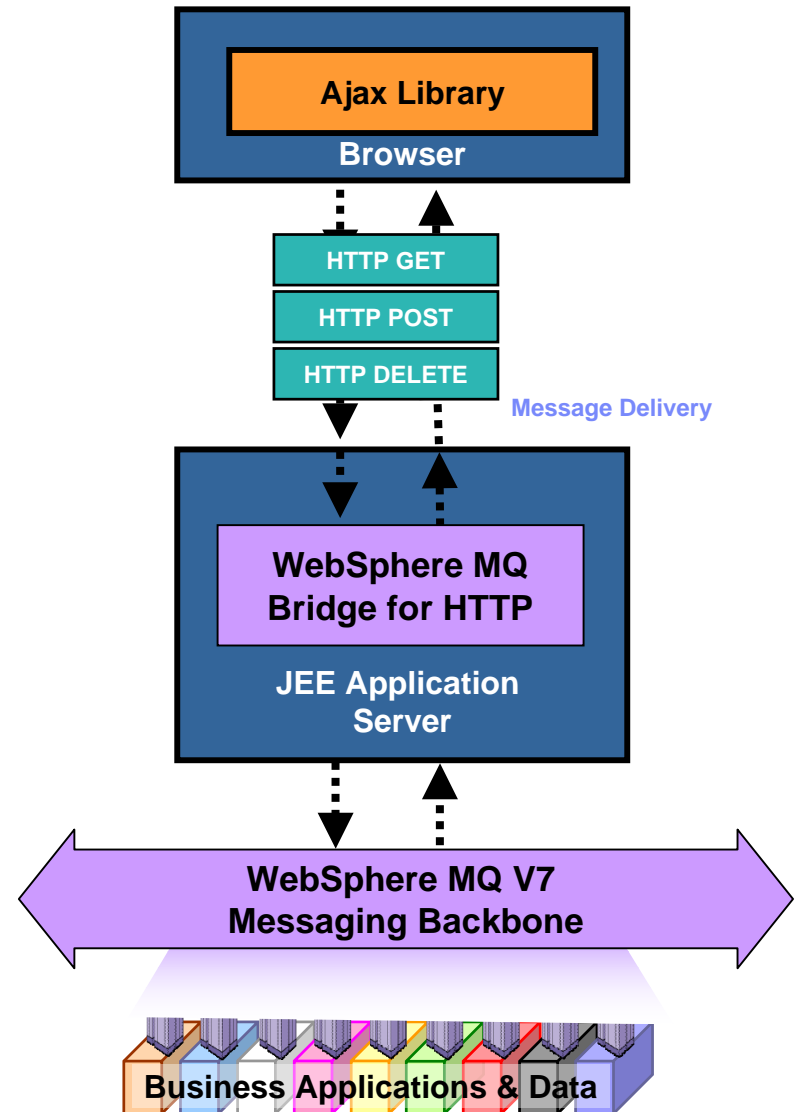 Ajax Library
Browser
HTTP GET
HTTP POST
HTTP DELETE
Message Delivery
WebSphere MQ
Bridge for HTTP
JEE Application
Server
WebSphere MQ V7
Messaging Backbone
Business Applications & Data